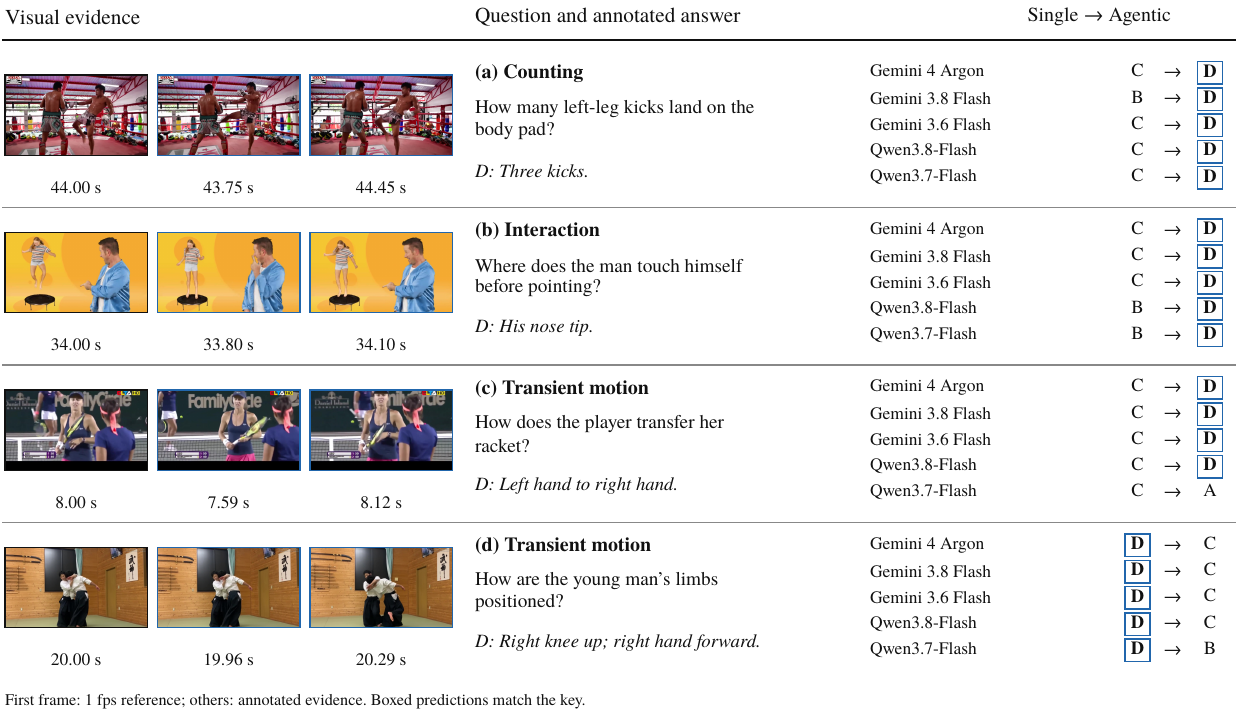 Visual evidence Question and annotated answer Single → Agentic
(a) Counting
How many left-leg kicks land on the
body pad?
D: Three kicks.
44.00 s 43.75 s 44.45 s
Gemini 4 Argon C → D
Gemini 3.8 Flash B → D
Gemini 3.6 Flash C → D
Qwen3.8-Flash C → D
Qwen3.7-Flash C → D
(b) Interaction
Where does the man touch himself
before pointing?
D: His nose tip.
34.00 s 33.80 s 34.10 s
Gemini 4 Argon C → D
Gemini 3.8 Flash C → D
Gemini 3.6 Flash C → D
Qwen3.8-Flash B → D
Qwen3.7-Flash B → D
FamilyCircle
FamilyCircle
FamilyCircle
(c) Transient motion
How does the player transfer her
racket?
D: Left hand to right hand.
8.00 s 7.59 s 8.12 s
Gemini 4 Argon C → D
Gemini 3.8 Flash C → D
Gemini 3.6 Flash C → D
Qwen3.8-Flash C → D
Qwen3.7-Flash C → A
(d) Transient motion
How are the young man's limbs
positioned?
D: Right knee up; right hand forward.
20.00 s 19.96 s 20.29 s
Gemini 4 Argon D → C
Gemini 3.8 Flash D → C
Gemini 3.6 Flash D → C
Qwen3.8-Flash D → C
Qwen3.7-Flash D → B
First frame: 1 fps reference; others: annotated evidence. Boxed predictions match the key.